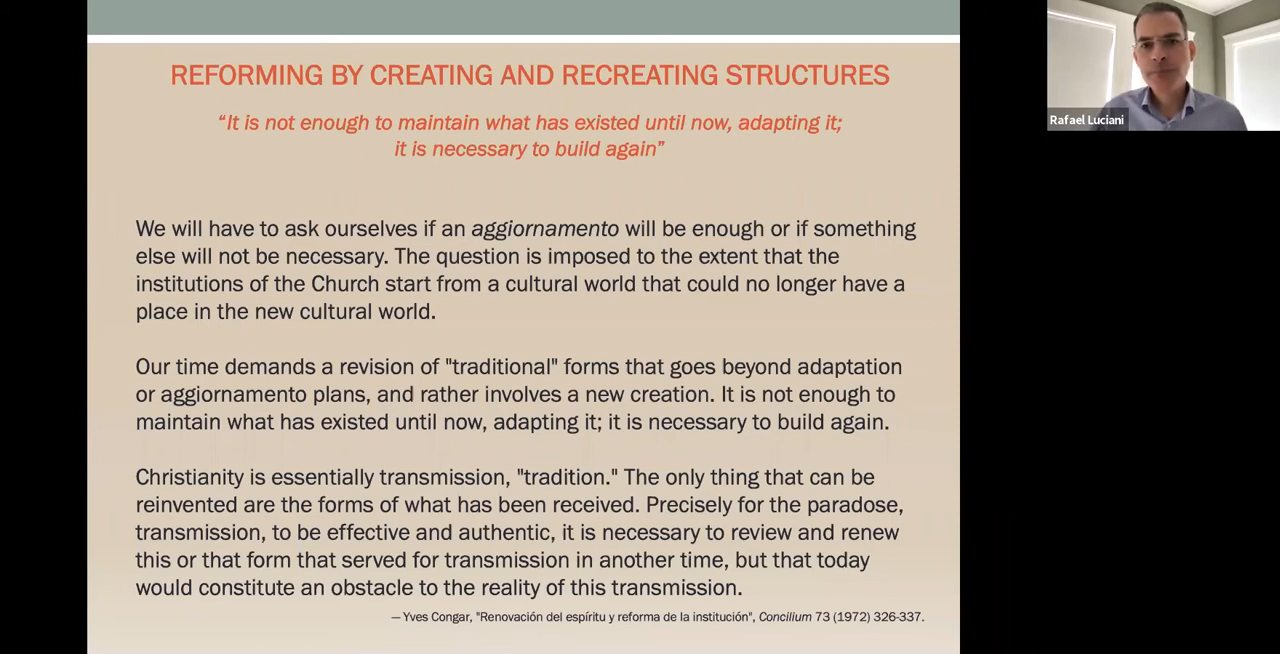 REFORMING BY CREATING AND RECREATING STRUCTURES
“It is not enough to maintain what has existed until now, adapting it;
it is necessary to build again”
We will have to ask ourselves if an aggiornamento will be enough or if something
else will not be necessary. The question is imposed to the extent that the
institutions of the Church start from a cultural world that could no longer have a
place in the new cultural world.
Our time demands a revision of "traditional" forms that goes beyond adaptation
or aggiornamento plans, and rather involves a new creation. It is not enough to
maintain what has existed until now, adapting it; it is necessary to build again.
Christianity is essentially transmission, "tradition." The only thing that can be
reinvented are the forms of what has been received. Precisely for the paradose,
transmission, to be effective and authentic, it is necessary to review and renew
this or that form that served for transmission in another time, but that today
would constitute an obstacle to the reality of this transmission.
— Yves Congar, "Renovación del espíritu y reforma de la institución", Concilium 73 (1972) 326-337.
Rafael Luciani